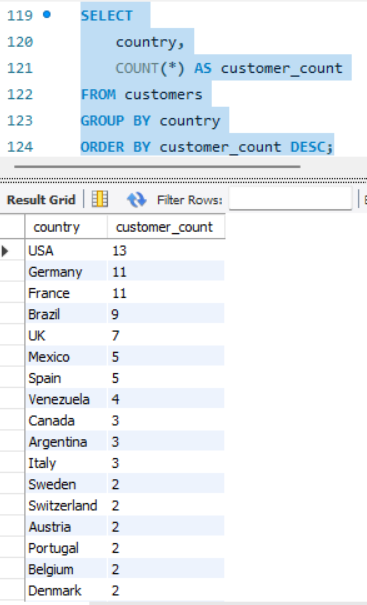 119 SELECT
120 country,
121 COUNT(*) AS customer_count
122 FROM customers
123 GROUP BY country
124 ORDER BY customer_count DESC;
Result Grid Filter Rows:
country customer_count
USA 13
Germany 11
France 11
Brazil 9
UK 7
Mexico 5
Spain 5
Venezuela 4
Canada 3
Argentina 3
Italy 3
Sweden 2
Switzerland 2
Austria 2
Portugal 2
Belgium 2
Denmark 2